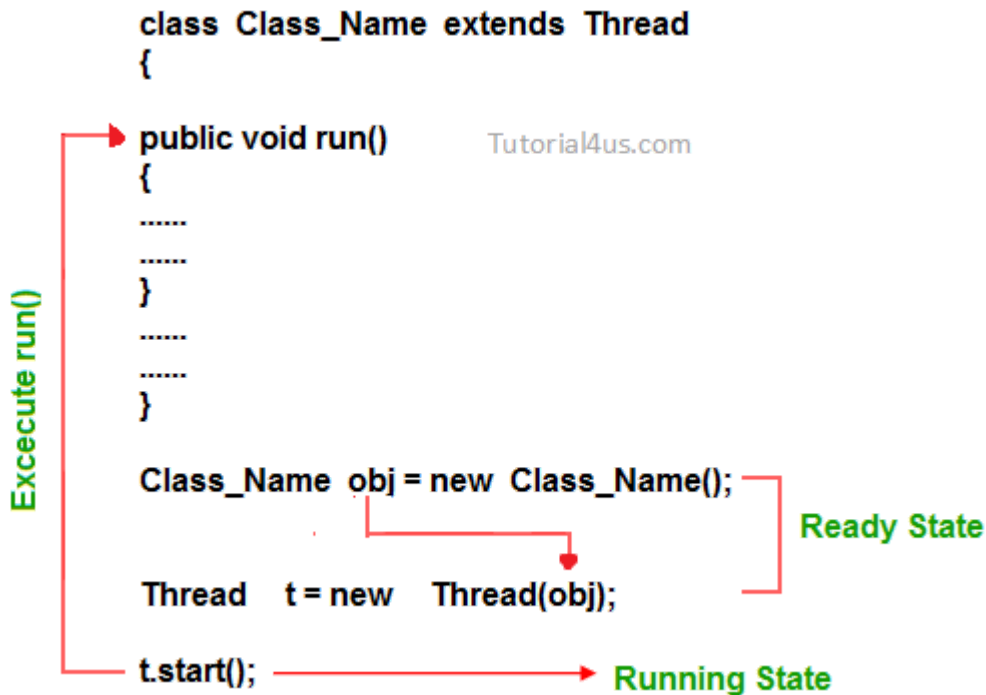 class Class_Name extends Thread
{
public void run()
Tutorial4us.com
{
......
......
}
......
......
}
Excecute run()
Class_Name obj = new Class_Name();
Ready State
Thread t = new Thread(obj);
t.start();
Running State